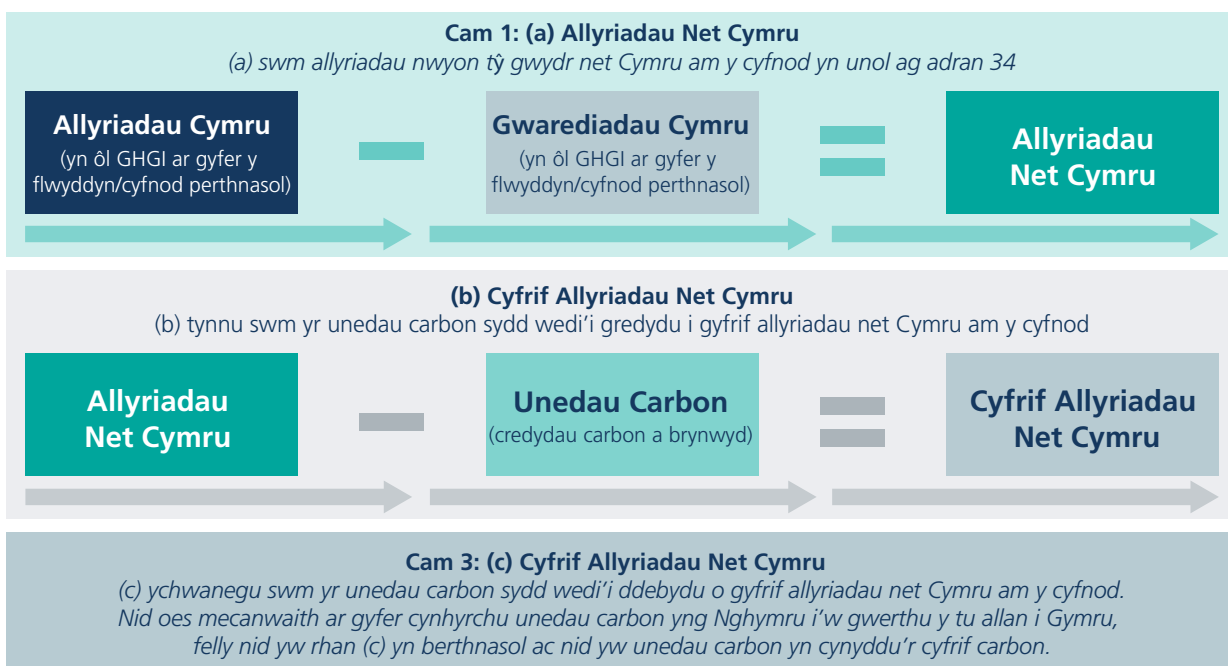 Cam 1: (a) Allyriadau Net Cymru
(a) swm allyriadau nwyon tŷ gwydr net Cymru am y cyfnod yn unol ag adran 34
Allyriadau Cymru
(yn ôl GHGI ar gyfer y
flwyddyn/cyfnod perthnasol)
Gwarediadau Cymru
(yn ôl GHGI ar gyfer y
flwyddyn/cyfnod perthnasol)
Allyriadau
Net Cymru
(b) Cyfrif Allyriadau Net Cymru
(b) tynnu swm yr unedau carbon sydd wedi'i gredydu i gyfrif allyriadau net Cymru am y cyfnod
Allyriadau
Net Cymru
Unedau Carbon
(credydau carbon a brynwyd)
Cyfrif Allyriadau
Net Cymru
Cam 3: (c) Cyfrif Allyriadau Net Cymru
(c) ychwanegu swm yr unedau carbon sydd wedi'i ddebydu o gyfrif allyriadau net Cymru am y cyfnod.
Nid oes mecanwaith ar gyfer cynhyrchu unedau carbon yng Nghymru i'w gwerthu y tu allan i Gymru,
felly nid yw rhan (c) yn berthnasol ac nid yw unedau carbon yn cynyddu'r cyfrif carbon.